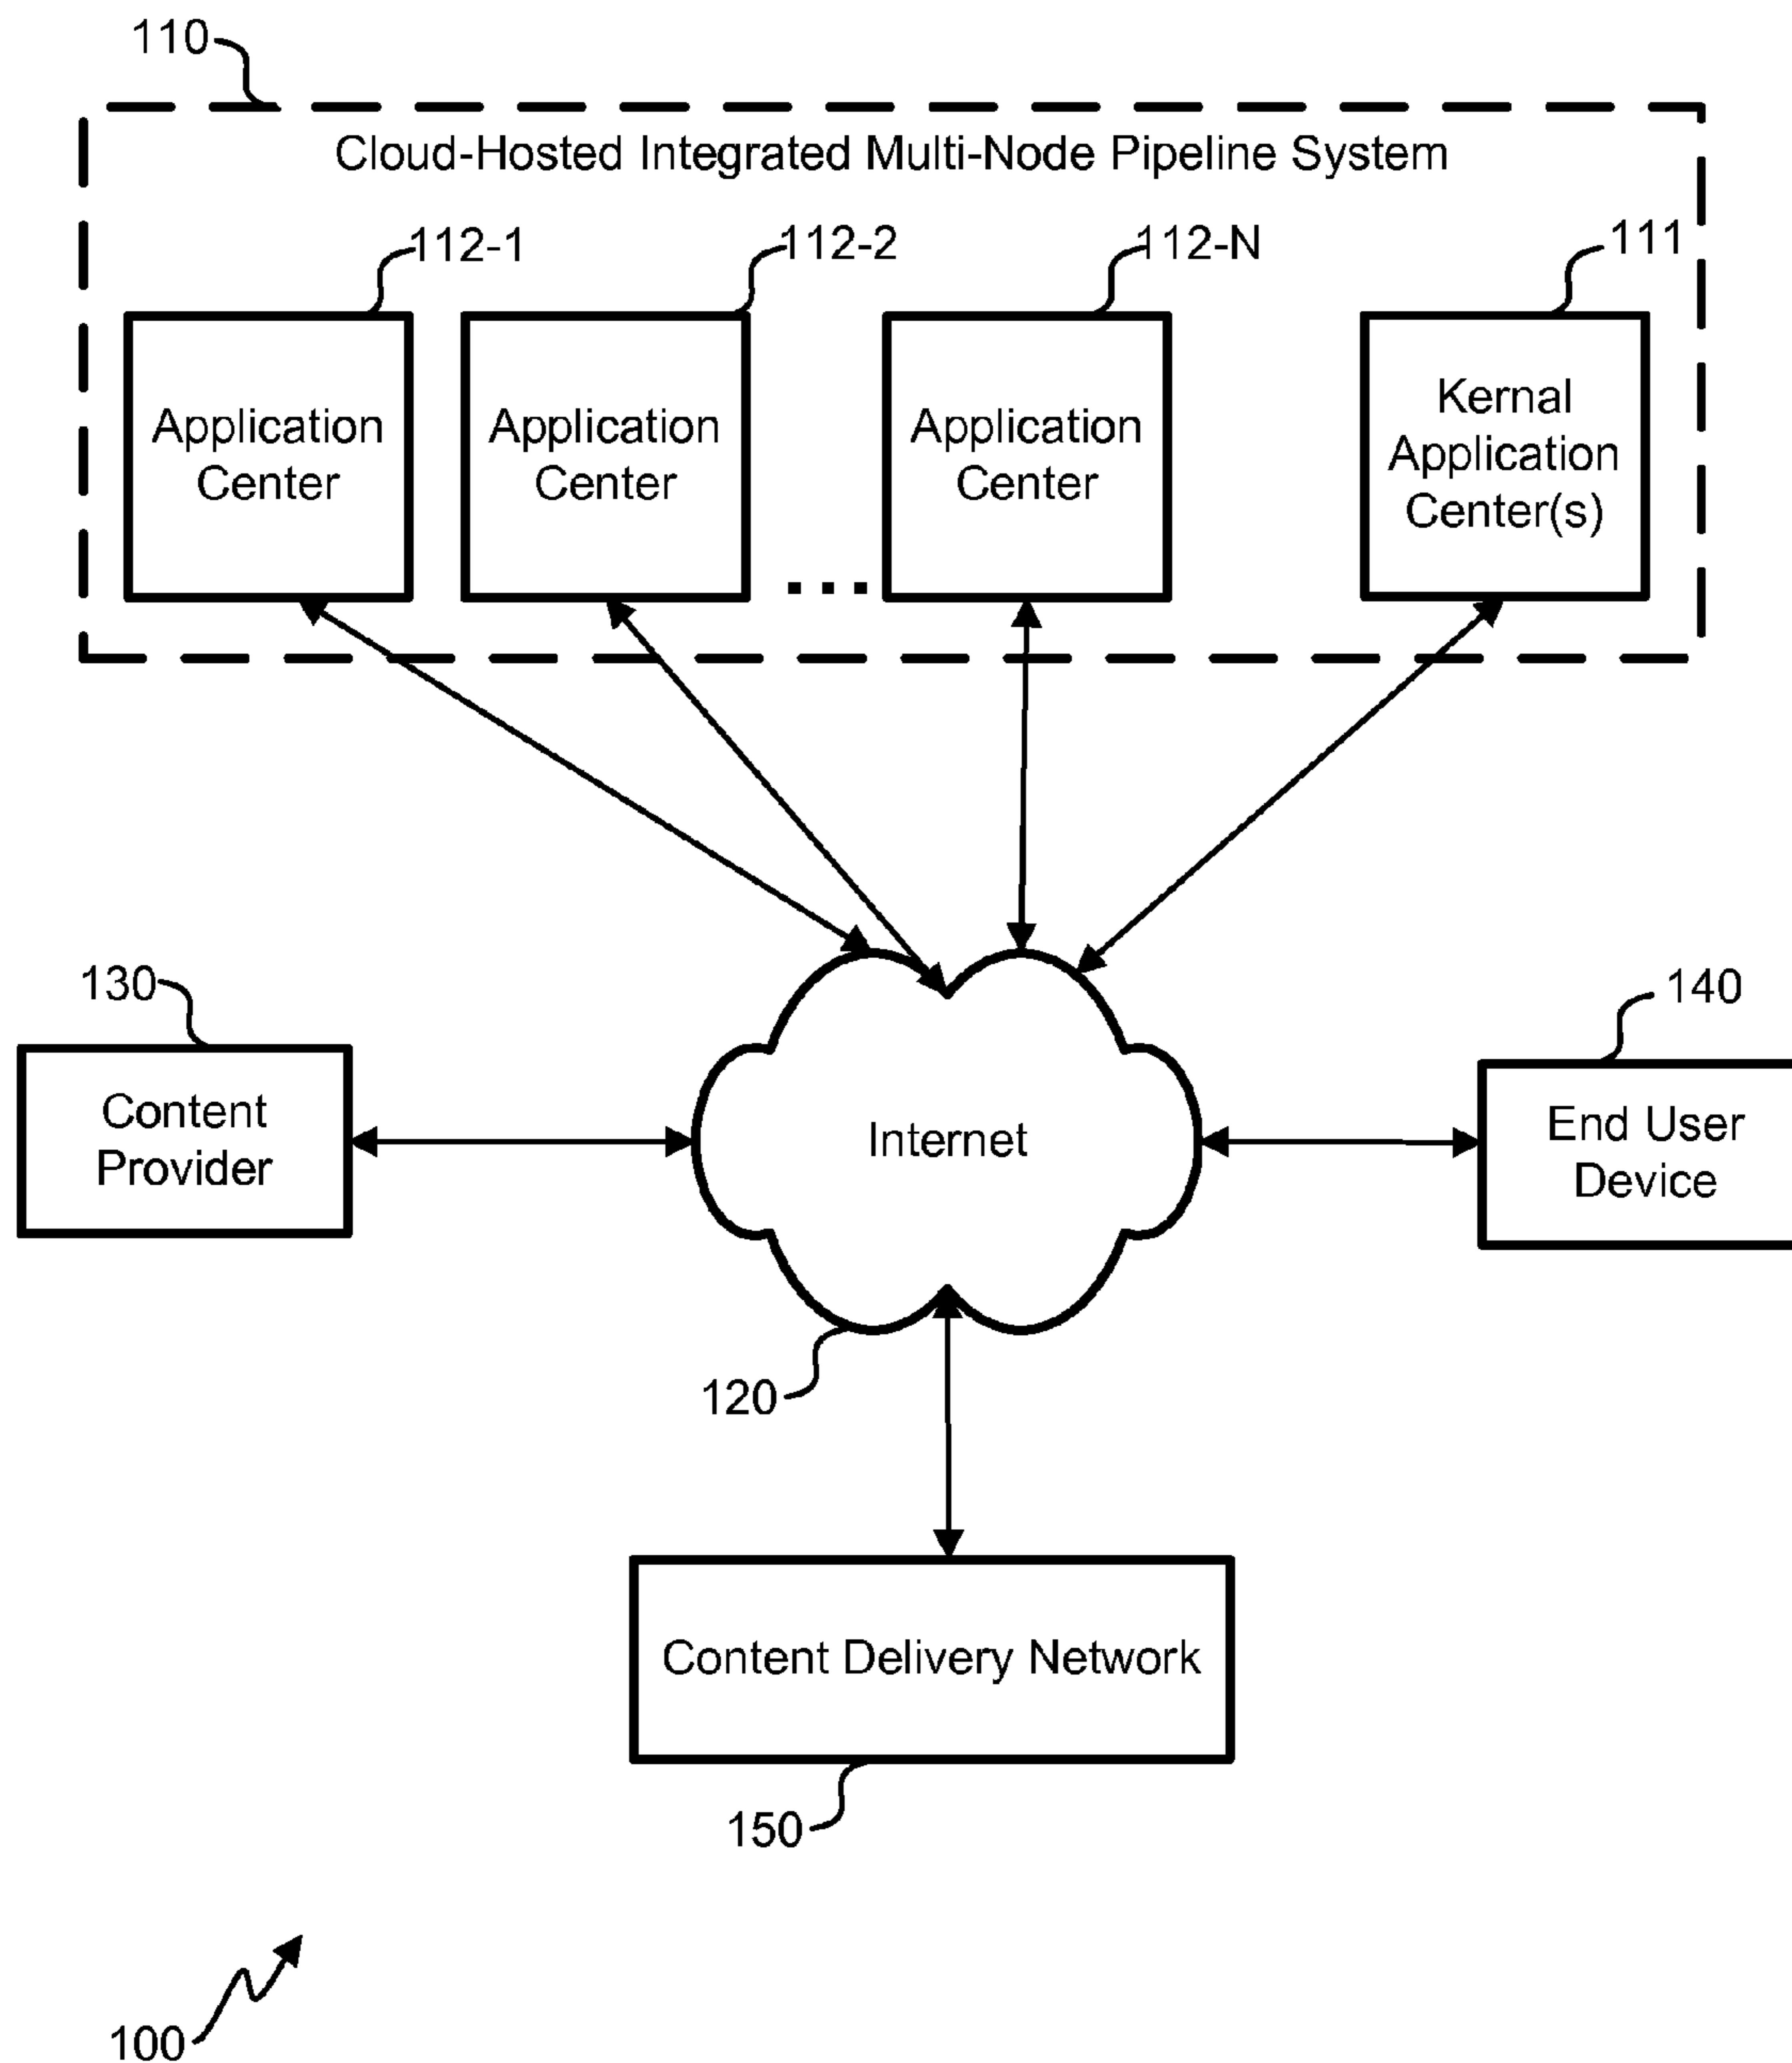 110
Cloud-Hosted Integrated Multi-Node Pipeline System
112-1
112-2
112-N
111
Application
Center
Application
Center
...
Application
Center
Kernal
Application
Center(s)
130
140
Content
Provider
Internet
End User
Device
120
Content Delivery Network
150
100